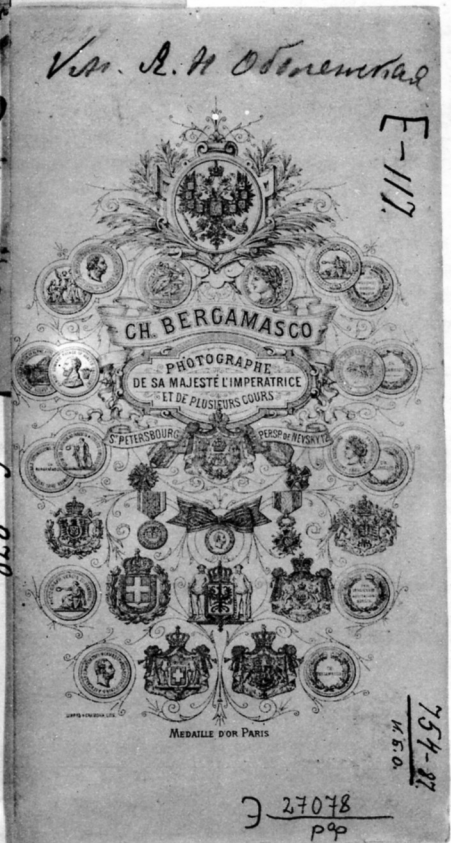 Кн. А. Н Оболенская
Е-117.
CH. BERGAMASCO
PHOTOGRAPHE
DE SA MAJESTÉ L'IMPERATRICE
ET DE PLUSIEURS COURS
ST PETERSBOURG PERSP. DE NEVSKY 12
MEDAILLE D'OR PARIS
754-87.
И.Б.О.
Э 27078
рф